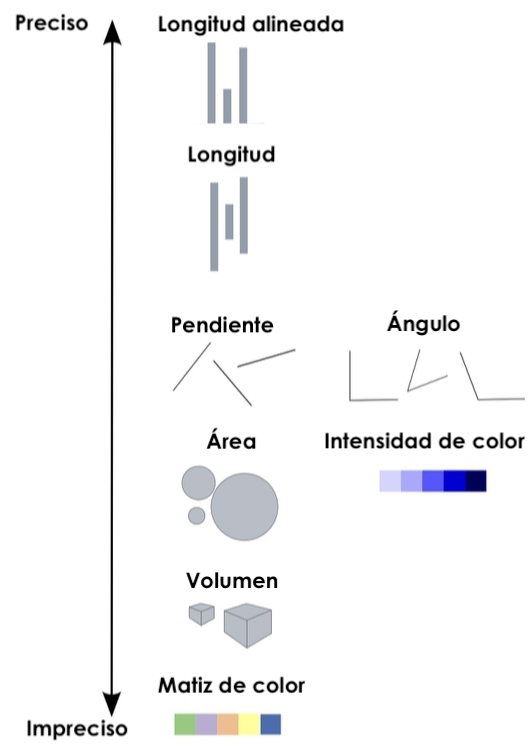 Preciso
Longitud alineada
Longitud
Pendiente
Ángulo
Área
Intensidad de color
Volumen
Matiz de color
Impreciso